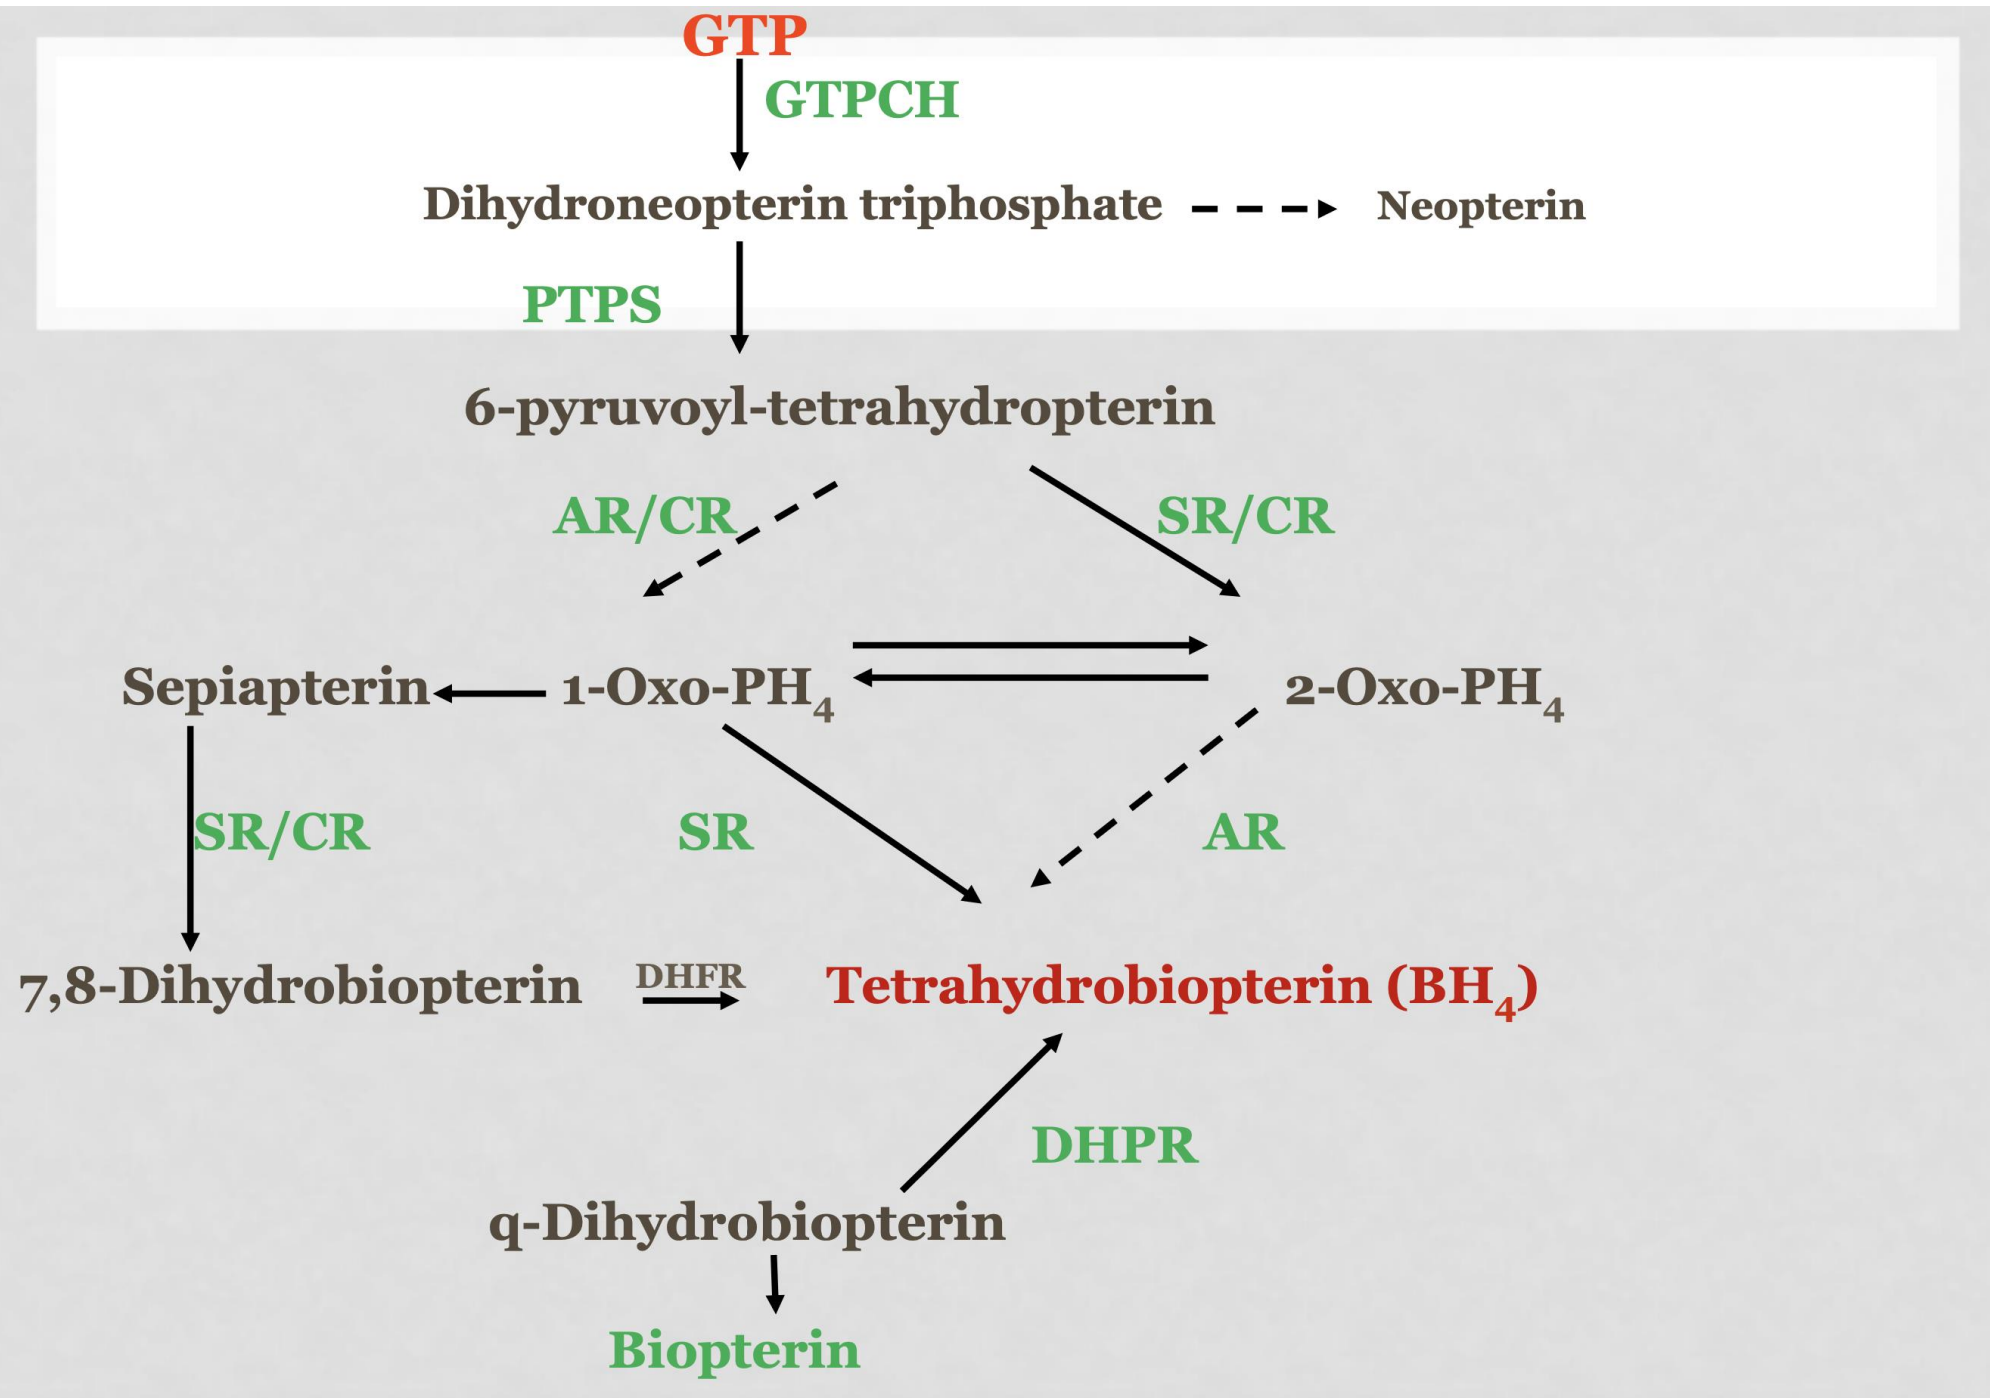 GTP
GTPCH
Dihydroneopterin triphosphate
Neopterin
PTPS
6-pyruvoyl-tetrahydropterin
AR/CR
SR/CR
Sepiapterin
1-Oxo-PH4
2-Oxo-PH4
SR/CR
SR
AR
7,8-Dihydrobiopterin
DHFR
Tetrahydrobiopterin (BH4)
DHPR
q-Dihydrobiopterin
Biopterin